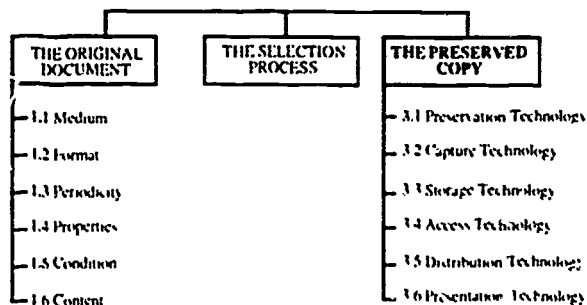 THE ORIGINAL
DOCUMENT
1.1 Medium
1.2 Format
1.3 Periodicity
1.4 Properties
1.5 Condition
1.6 Content
THE SELECTION
PROCESS
THE PRESERVED
COPY
3.1 Preservation Technology
3.2 Capture Technology
3.3 Storage Technology
3.4 Access Technology
3.5 Distribution Technology
3.6 Presentation Technology